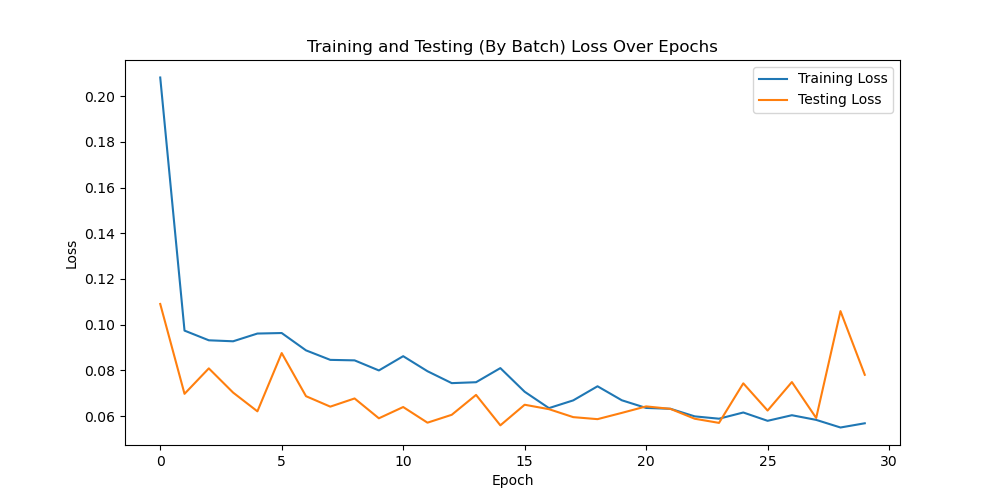 Training and Testing (By Batch) Loss Over Epochs
Training Loss
Testing Loss
0.20
0.18
0.16
0.14
0.12
0.10
0.08
0.06
Loss
0 5 10 15 20 25 30
Epoch